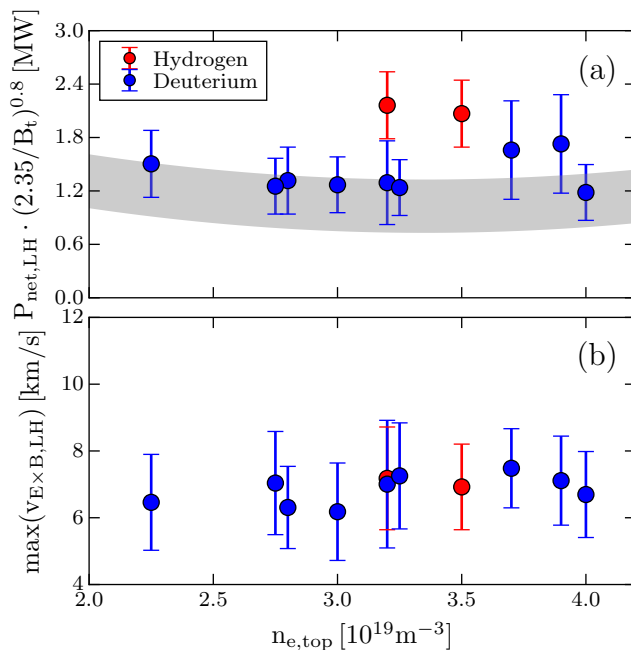 P_net,LH · (2.35/B_t)^0.8 [MW]
3.0
2.4
1.8
1.2
0.6
0.0
Hydrogen
Deuterium
(a)
max(v_E×B,LH) [km/s]
12
10
8
6
4
(b)
2.0 2.5 3.0 3.5 4.0
n_e,top [10^19 m^−3]